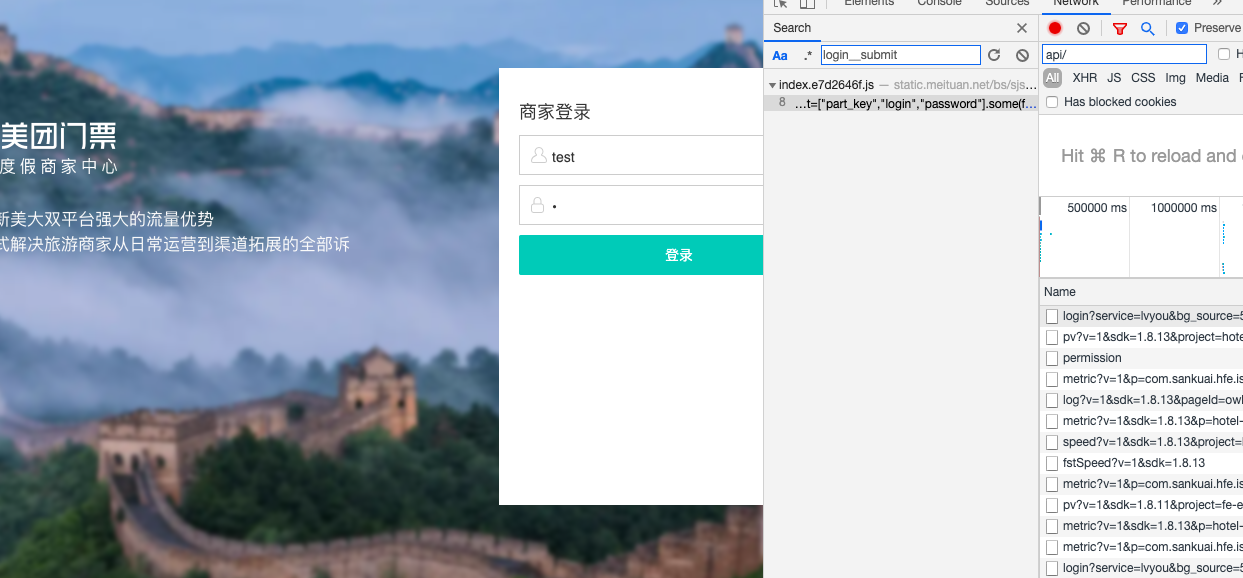 Elements Console Sources Network Performance »
Search
Preserve
Aa .* login__submit
api/
index.e7d2646f.js — static.meituan.net/bs/sjs...
8 ...t=["part_key","login","password"].some(f...
All XHR JS CSS Img Media
Has blocked cookies
Hit ⌘ R to reload and
500000 ms 1000000 ms
Name
login?service=lvyou&bg_source=5
pv?v=1&sdk=1.8.13&project=hote
permission
metric?v=1&p=com.sankuai.hfe.is
log?v=1&sdk=1.8.13&pageId=owl
metric?v=1&sdk=1.8.13&p=hotel-
speed?v=1&sdk=1.8.13&project=
fstSpeed?v=1&sdk=1.8.13
metric?v=1&p=com.sankuai.hfe.is
pv?v=1&sdk=1.8.11&project=fe-e
metric?v=1&sdk=1.8.13&p=hotel-
metric?v=1&p=com.sankuai.hfe.is
login?service=lvyou&bg_source=5
美团门票
度假商家中心
新美大双平台强大的流量优势
式解决旅游商家从日常运营到渠道拓展的全部诉
商家登录
test
•
登录